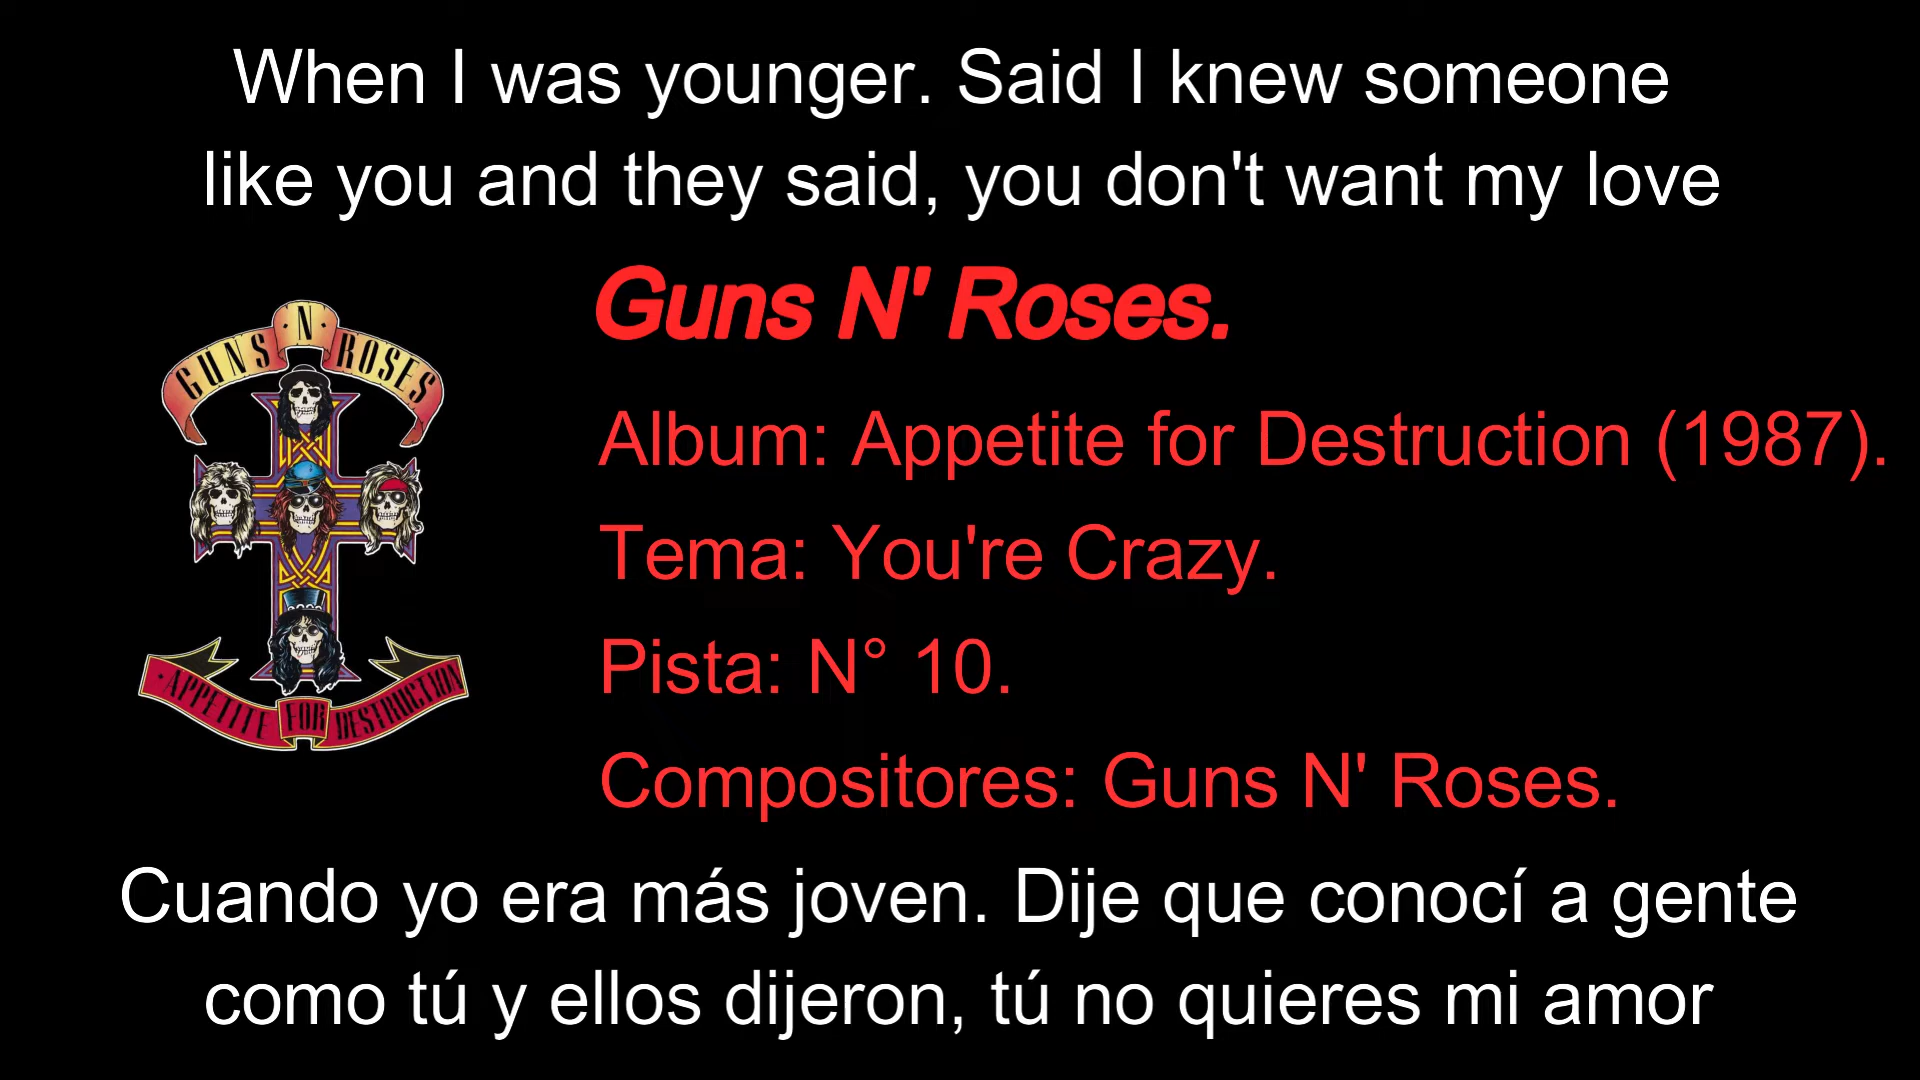 When I was younger. Said I knew someone
like you and they said, you don't want my love
Guns N' Roses.
GUNS ·N· ROSES
Album: Appetite for Destruction (1987).
Tema: You're Crazy.
Pista: N° 10.
·APPETITE FOR DESTRUCTION
Compositores: Guns N' Roses.
Cuando yo era más joven. Dije que conocí a gente
como tú y ellos dijeron, tú no quieres mi amor